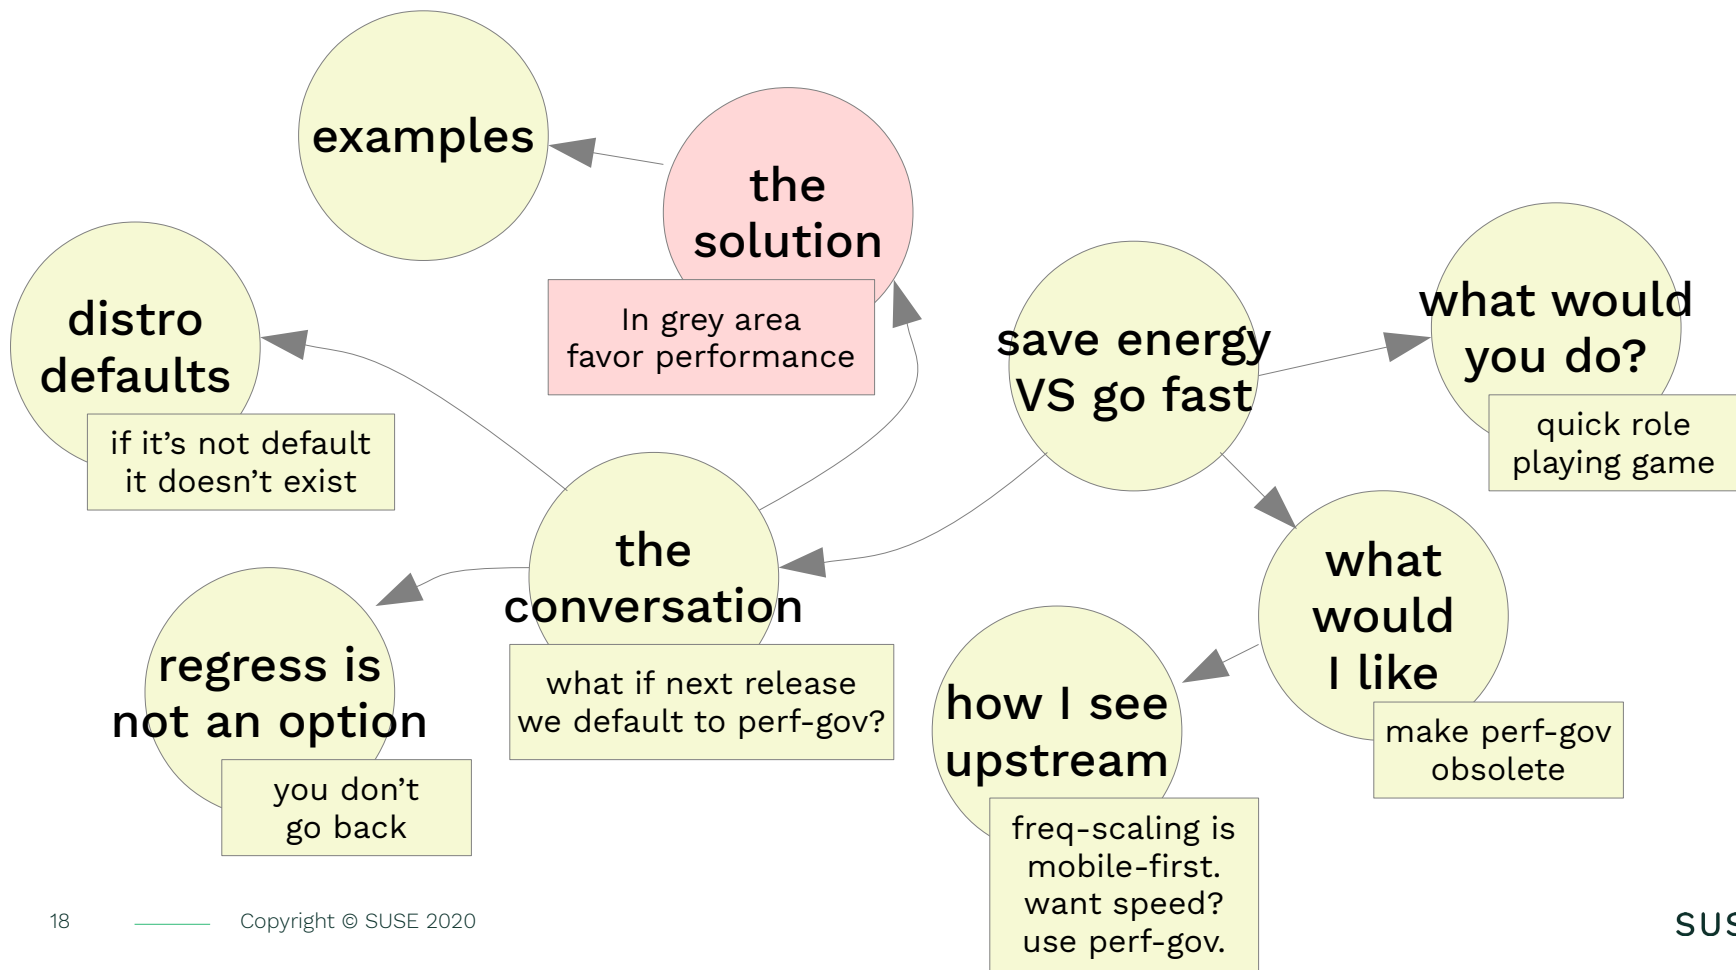 examples
the
solution
In grey area
favor performance
distro
defaults
if it's not default
it doesn't exist
save energy
VS go fast
what would
you do?
quick role
playing game
the
conversation
what if next release
we default to perf-gov?
regress is
not an option
you don't
go back
what
would
I like
make perf-gov
obsolete
how I see
upstream
freq-scaling is
mobile-first.
want speed?
use perf-gov.
18
Copyright © SUSE 2020
SUS